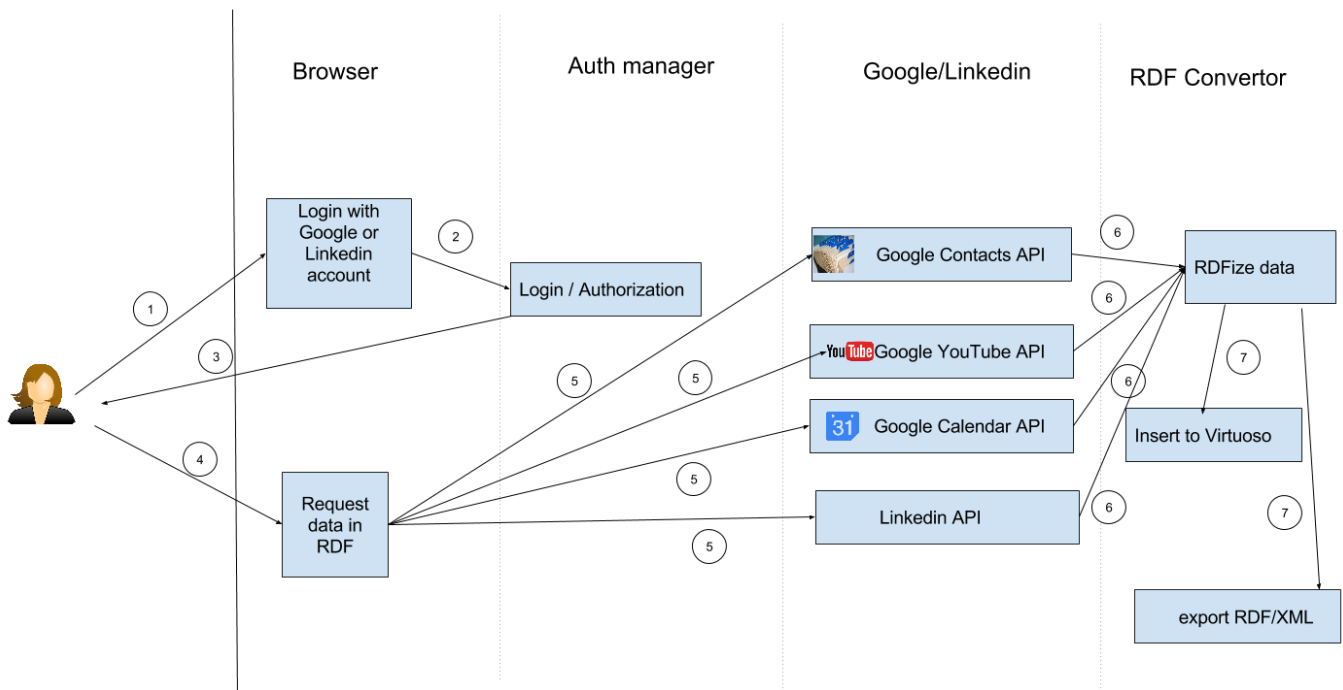 Browser
Auth manager
Google/Linkedin
RDF Convertor
Login with
Google or
Linkedin
account
2
Login / Authorization
1
3
4
Request
data in
RDF
5
5
5
5
Google Contacts API
YouTube
Google YouTube API
31
Google Calendar API
Linkedin API
6
6
6
6
RDFize data
7
Insert to Virtuoso
7
export RDF/XML